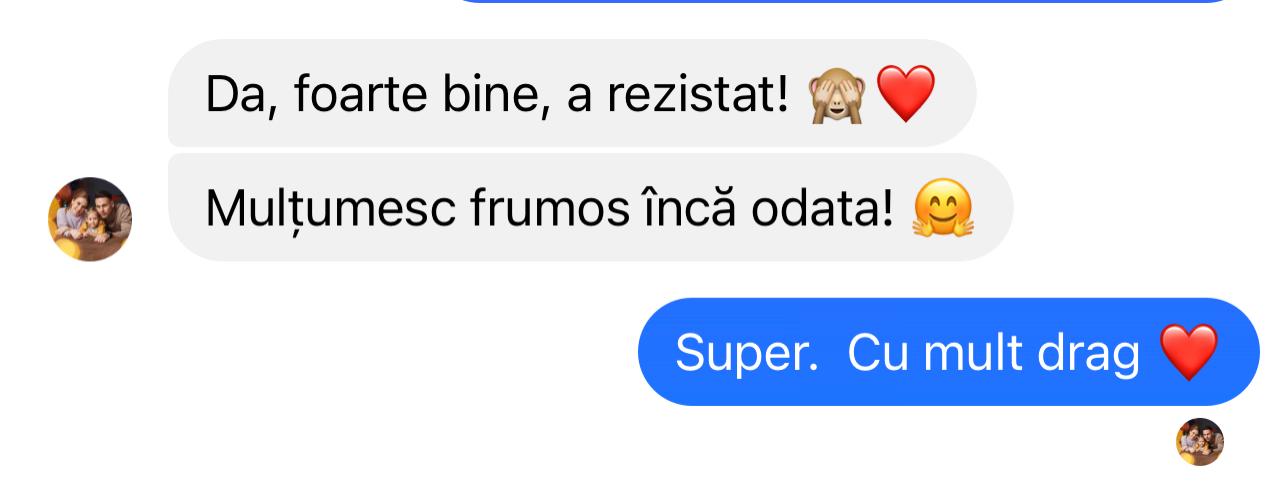 Da, foarte bine, a rezistat! 🙈❤️
Mulțumesc frumos încă odata! 🤗
Super.  Cu mult drag ❤️